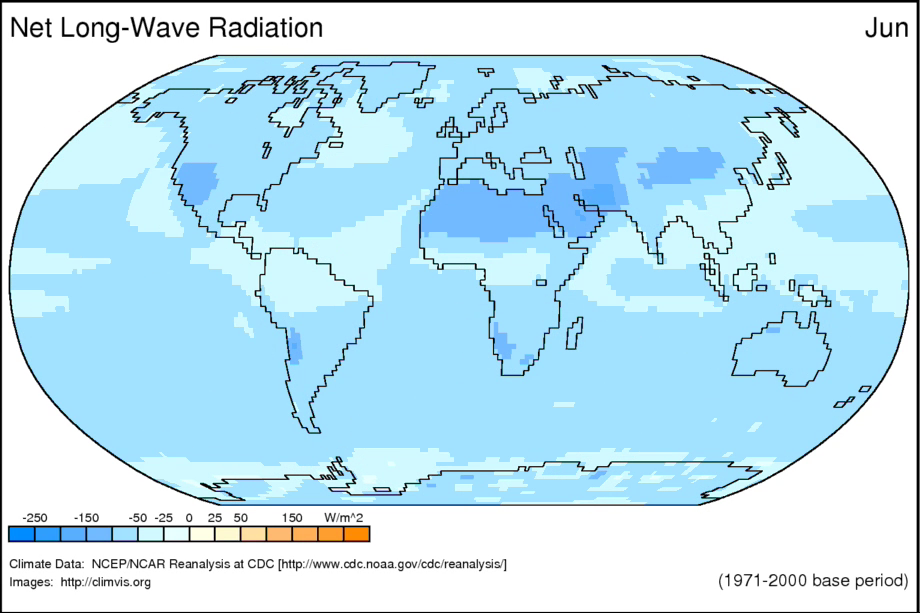 Net Long-Wave Radiation Jun
-250 -150 -50 -25 0 25 50 150 W/m^2
Climate Data: NCEP/NCAR Reanalysis at CDC [http://www.cdc.noaa.gov/cdc/reanalysis/]
Images: http://climvis.org (1971-2000 base period)